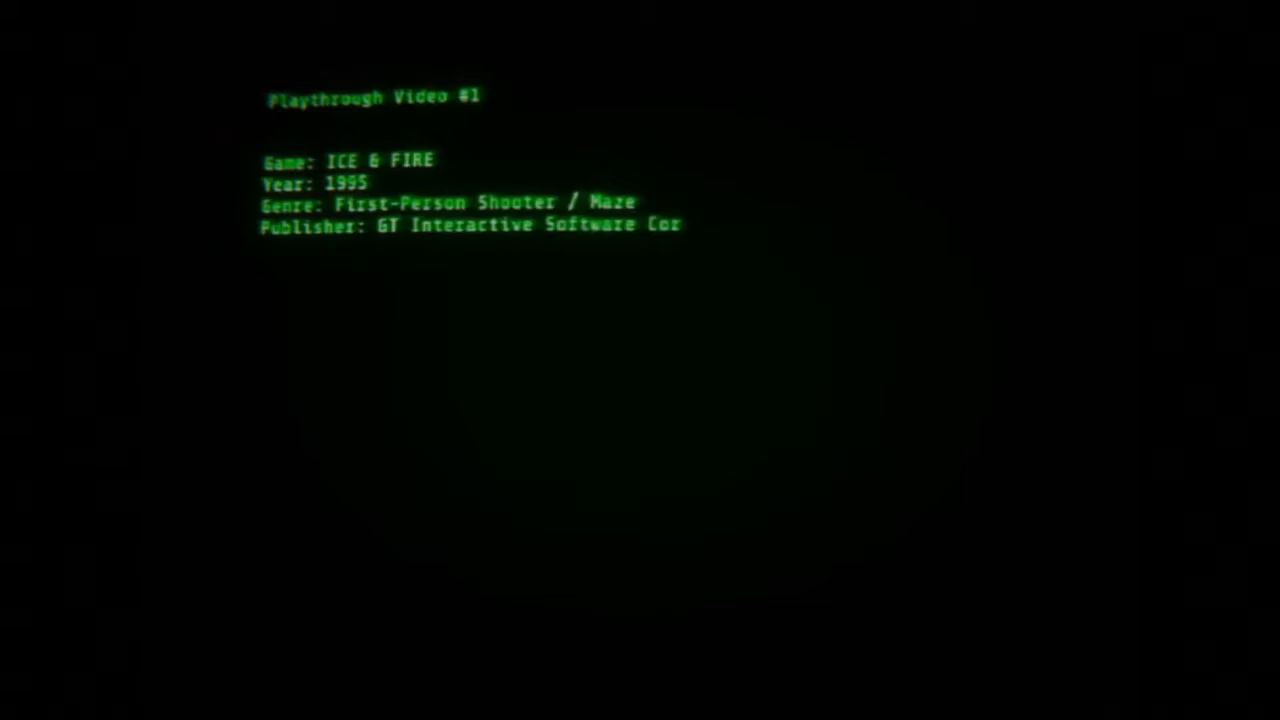 Playthrough Video #1
Game: ICE & FIRE
Year: 1995
Genre: First-Person Shooter / Maze
Publisher: GT Interactive Software Cor